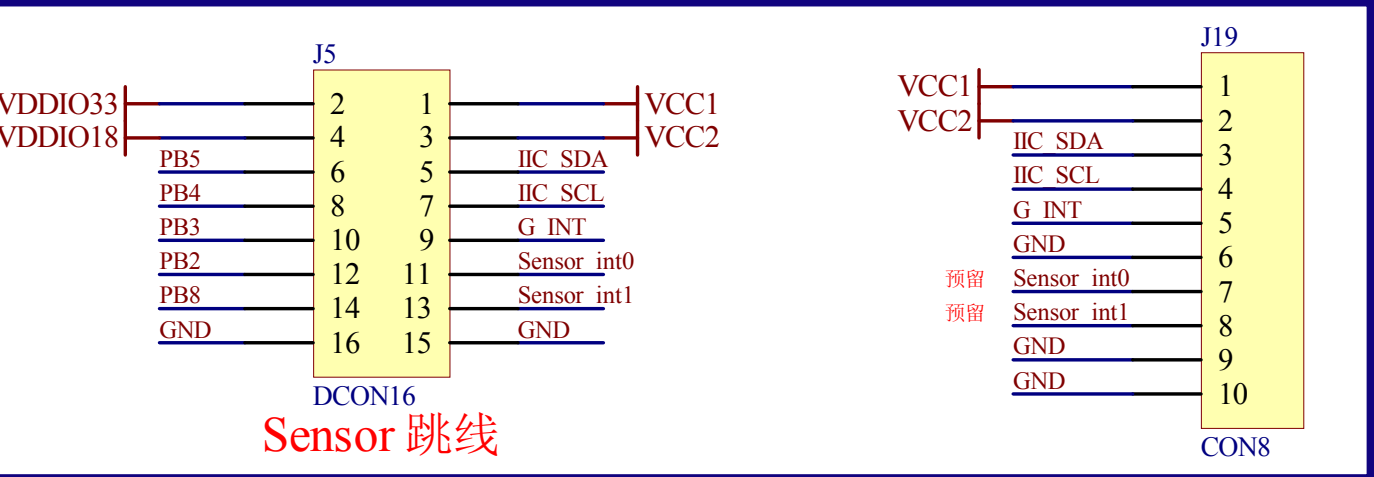 J5
VDDIO33 2 1 VCC1
VDDIO18 4 3 VCC2
PB5 6 5 IIC_SDA
PB4 8 7 IIC_SCL
PB3 10 9 G_INT
PB2 12 11 Sensor_int0
PB8 14 13 Sensor_int1
GND 16 15 GND
DCON16
Sensor 跳线
J19
VCC1 1
VCC2 2
IIC_SDA 3
IIC_SCL 4
G_INT 5
GND 6
预留 Sensor_int0 7
预留 Sensor_int1 8
GND 9
GND 10
CON8